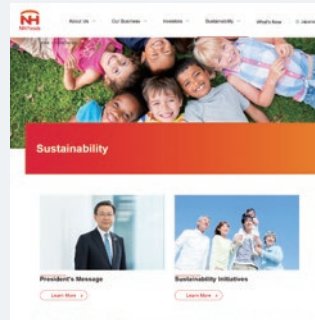 NH Foods
About Us
Our Business
Investors
Sustainability
What's New
Sustainability
President's Message
Sustainability Initiatives
Learn More
Learn More